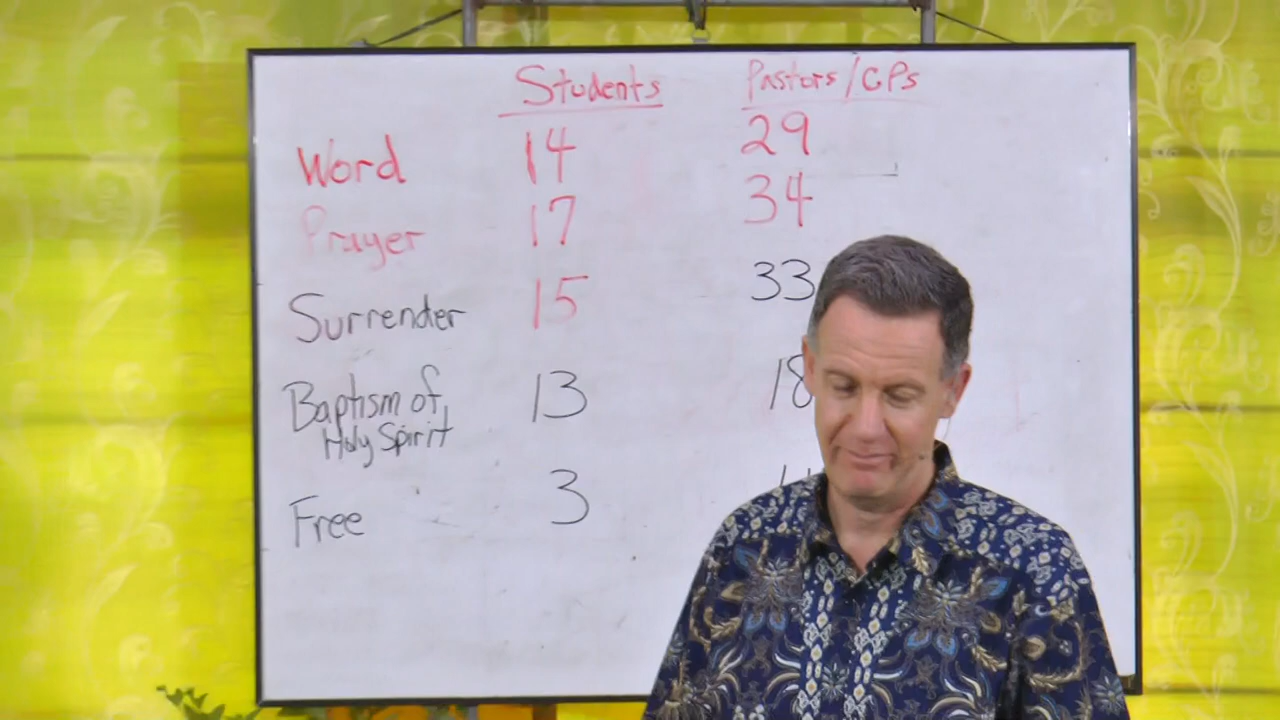 Students Pastors/GPs
Word 14 29
Prayer 17 34
Surrender 15 33
Baptism of 13 18
Holy Spirit
Free 3